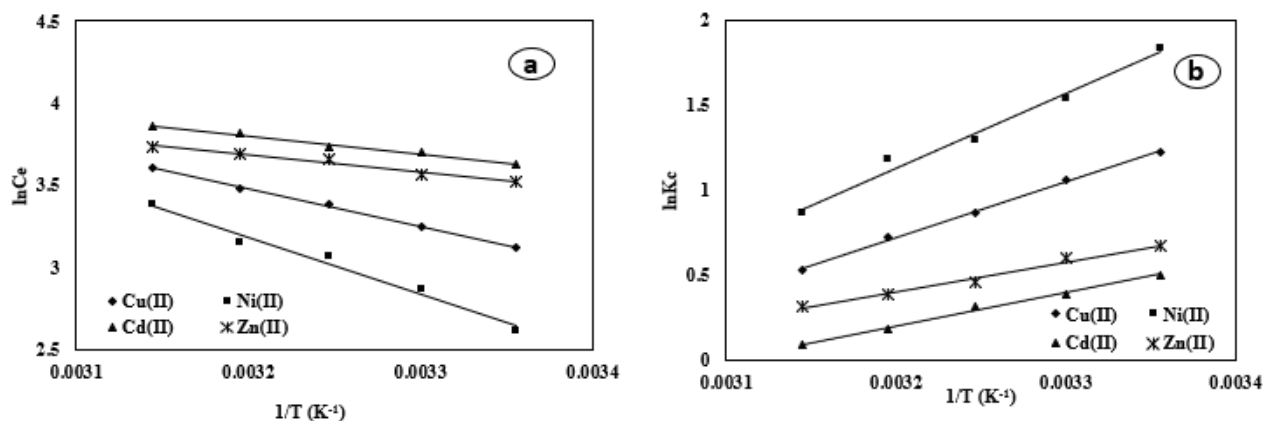 a
4.5
4
3.5
3
2.5
lnCe
Cu(II) Ni(II)
Cd(II) Zn(II)
0.0031 0.0032 0.0033 0.0034
1/T (K⁻¹)
b
2
1.5
1
0.5
0
lnKc
Cu(II) Ni(II)
Cd(II) Zn(II)
0.0031 0.0032 0.0033 0.0034
1/T (K⁻¹)